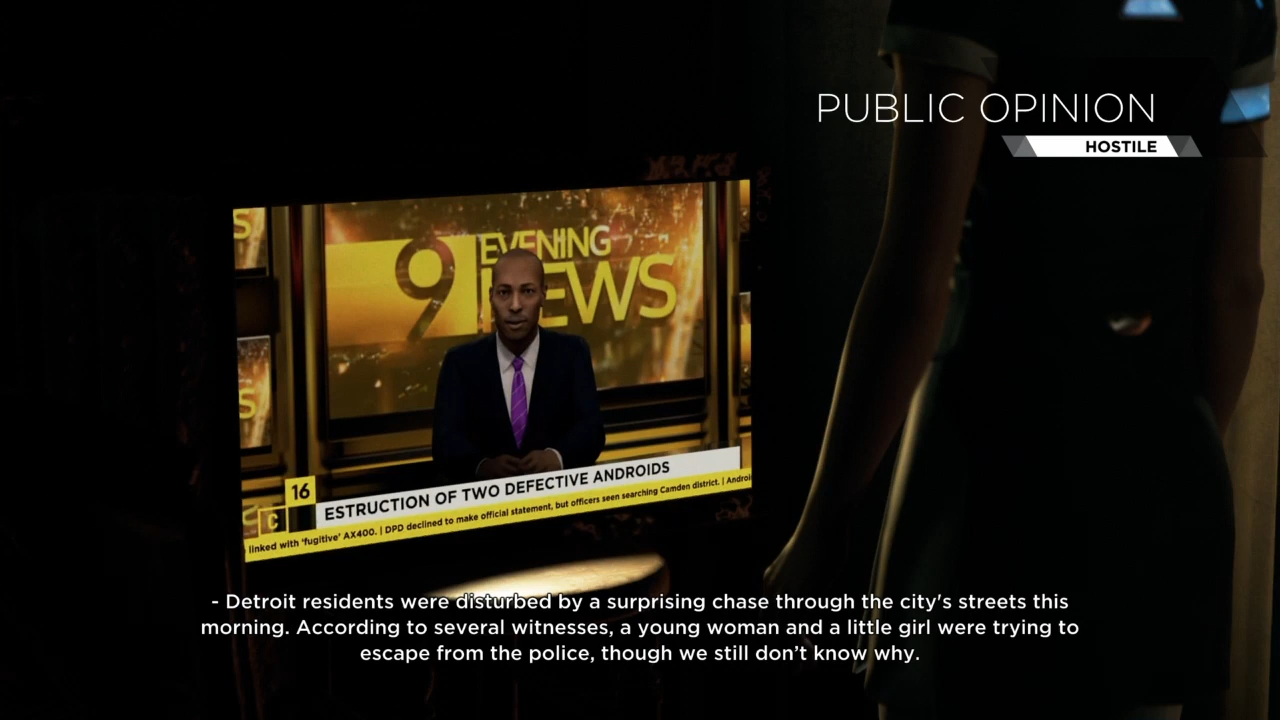 PUBLIC OPINION
HOSTILE
S
9 EVENING
NEWS
S
16
C
ESTRUCTION OF TWO DEFECTIVE ANDROIDS
linked with 'fugitive' AX400. | DPD declined to make official statement, but officers seen searching Camden district. | Androi
- Detroit residents were disturbed by a surprising chase through the city's streets this
morning. According to several witnesses, a young woman and a little girl were trying to
escape from the police, though we still don't know why.